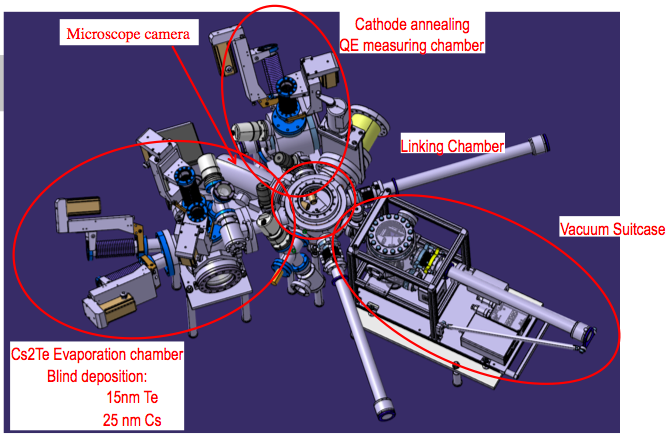 Microscope camera
Cathode annealing
QE measuring chamber
Linking Chamber
Vacuum Suitcase
Cs2Te Evaporation chamber
Blind deposition:
15nm Te
25 nm Cs